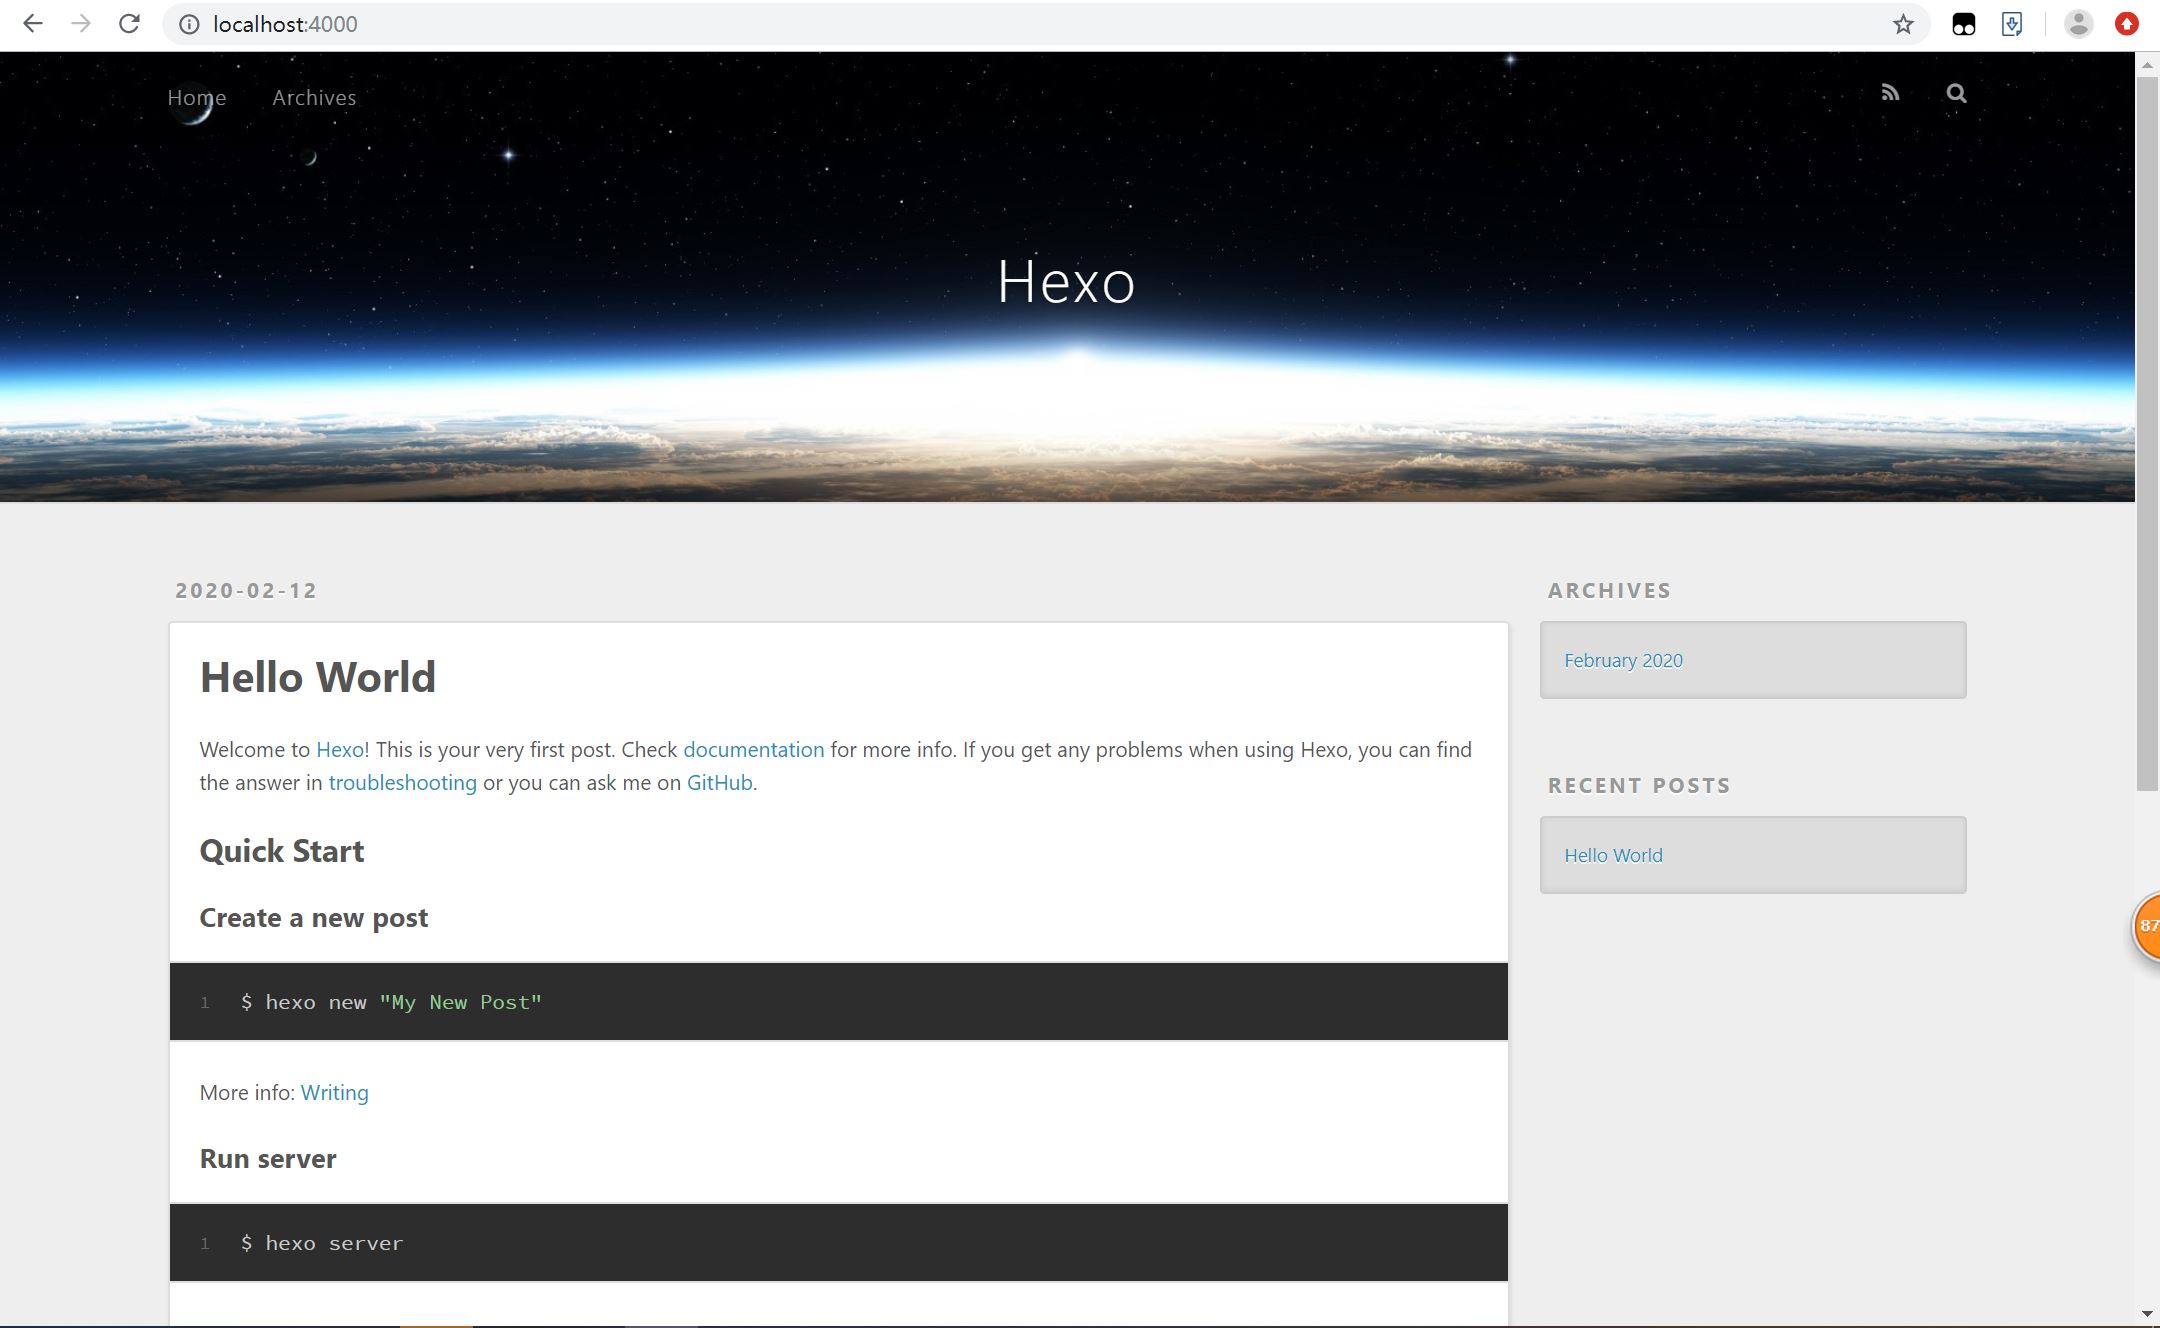 localhost:4000
Home Archives
Hexo
2020-02-12
Hello World
Welcome to Hexo! This is your very first post. Check documentation for more info. If you get any problems when using Hexo, you can find
the answer in troubleshooting or you can ask me on GitHub.
Quick Start
Create a new post
1 $ hexo new "My New Post"
More info: Writing
Run server
1 $ hexo server
ARCHIVES
February 2020
RECENT POSTS
Hello World
87